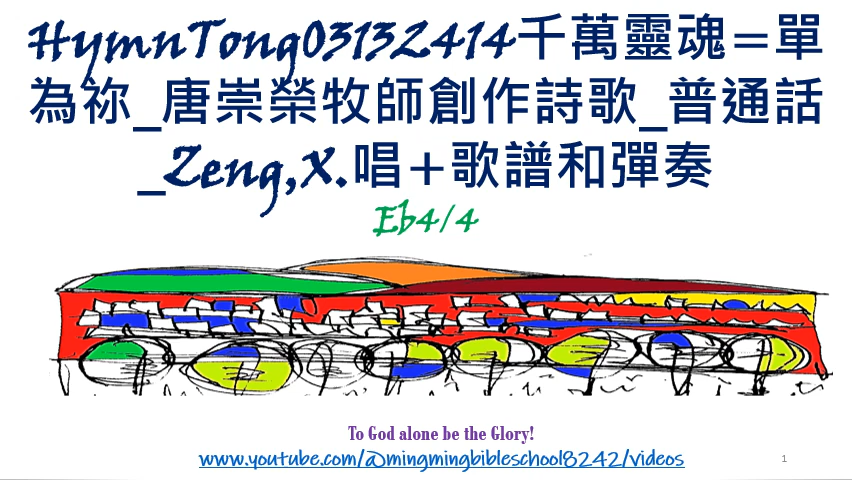 HymnTong03132414千萬靈魂=單
為祢_唐崇榮牧師創作詩歌_普通話
_Zeng,X.唱+歌譜和彈奏
Eb4/4
To God alone be the Glory!
www.youtube.com/@mingmingbibleschool8242/videos
1